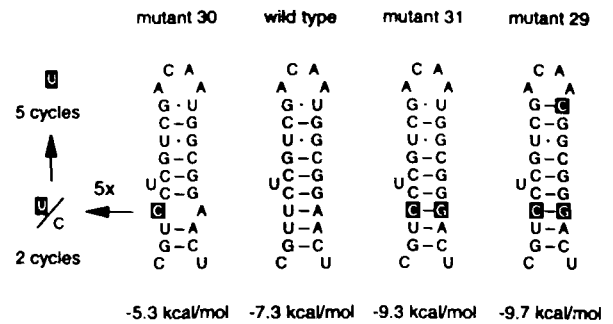 mutant 30 wild type mutant 31 mutant 29
C A C A C A C A
U
A A A A A A A A
G·U G·U G·U G–C
5 cycles
C–G C–G C–G C–G
U·G U·G U·G U·G
G–C G–C G–C G–C
C–G C–G C–G C–G
U U U U
5x
C–G C–G C–G C–G
U/C
C A U–A C–G C–G
U–A U–A U–A U–A
G–C G–C G–C G–C
2 cycles
C U C U C U C U
-5.3 kcal/mol -7.3 kcal/mol -9.3 kcal/mol -9.7 kcal/mol